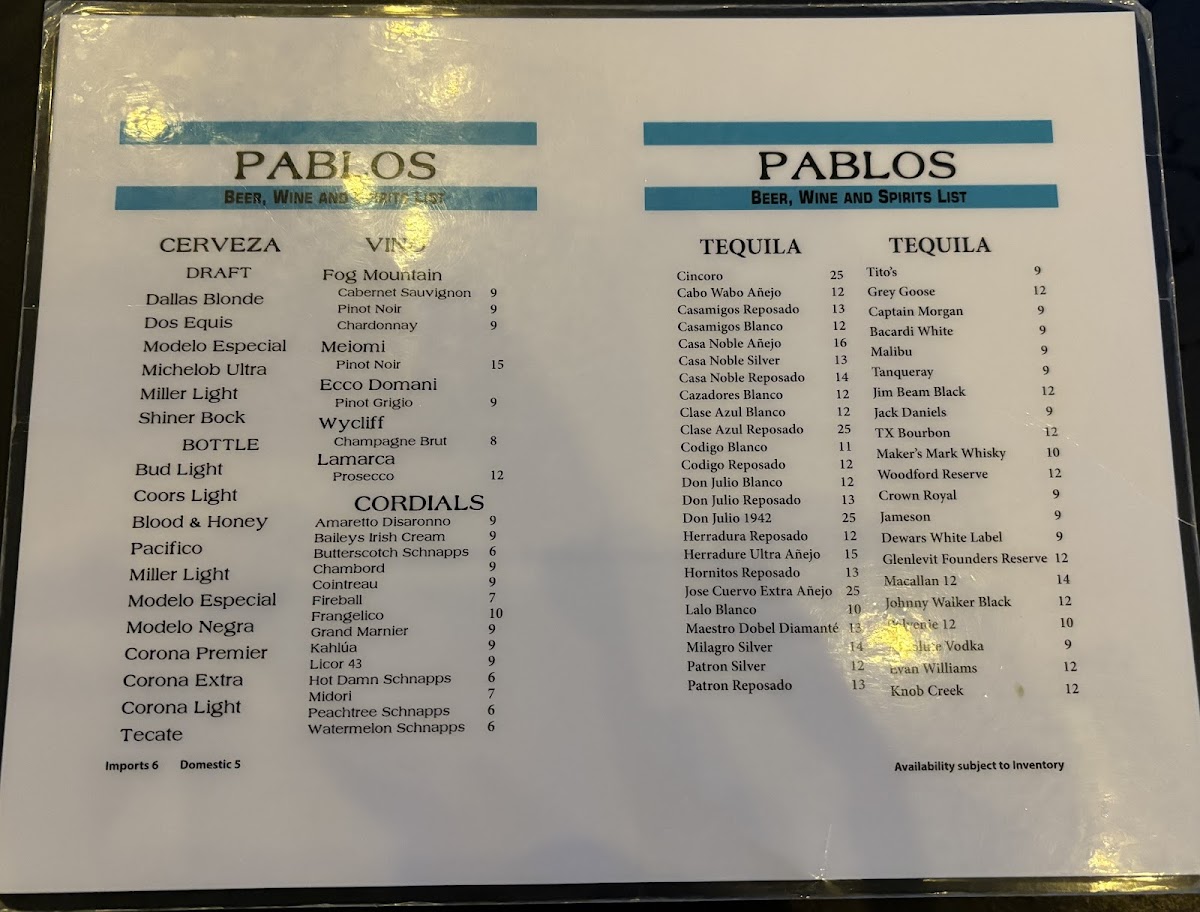 PABLOS
BEER, WINE AND SPIRITS LIST
CERVEZA
DRAFT
Dallas Blonde
Dos Equis
Modelo Especial
Michelob Ultra
Miller Light
Shiner Bock
BOTTLE
Bud Light
Coors Light
Blood & Honey
Pacifico
Miller Light
Modelo Especial
Modelo Negra
Corona Premier
Corona Extra
Corona Light
Tecate
Imports 6 Domestic 5
VINO
Fog Mountain
Cabernet Sauvignon 9
Pinot Noir 9
Chardonnay 9
Meiomi
Pinot Noir 15
Ecco Domani
Pinot Grigio 9
Wycliff
Champagne Brut 8
Lamarca
Prosecco 12
CORDIALS
Amaretto Disaronno 9
Baileys Irish Cream 9
Butterscotch Schnapps 6
Chambord 9
Cointreau 9
Fireball 7
Frangelico 10
Grand Marnier 9
Kahlúa 9
Licor 43 9
Hot Damn Schnapps 6
Midori 7
Peachtree Schnapps 6
Watermelon Schnapps 6
PABLOS
BEER, WINE AND SPIRITS LIST
TEQUILA
Cincoro 25
Cabo Wabo Añejo 12
Casamigos Reposado 13
Casamigos Blanco 12
Casa Noble Añejo 16
Casa Noble Silver 13
Casa Noble Reposado 14
Cazadores Blanco 12
Clase Azul Blanco 12
Clase Azul Reposado 25
Codigo Blanco 11
Codigo Reposado 12
Don Julio Blanco 12
Don Julio Reposado 13
Don Julio 1942 25
Herradura Reposado 12
Herradure Ultra Añejo 15
Hornitos Reposado 13
Jose Cuervo Extra Añejo 25
Lalo Blanco 10
Maestro Dobel Diamanté 13
Milagro Silver 14
Patron Silver 12
Patron Reposado 13
TEQUILA
Tito's 9
Grey Goose 12
Captain Morgan 9
Bacardi White 9
Malibu 9
Tanqueray 9
Jim Beam Black 12
Jack Daniels 9
TX Bourbon 12
Maker's Mark Whisky 10
Woodford Reserve 12
Crown Royal 9
Jameson 9
Dewars White Label 9
Glenlevit Founders Reserve 12
Macallan 12 14
Johnny Waiker Black 12
12 10
Vodka 9
Evan Williams 12
Knob Creek 12
Availability subject to Inventory